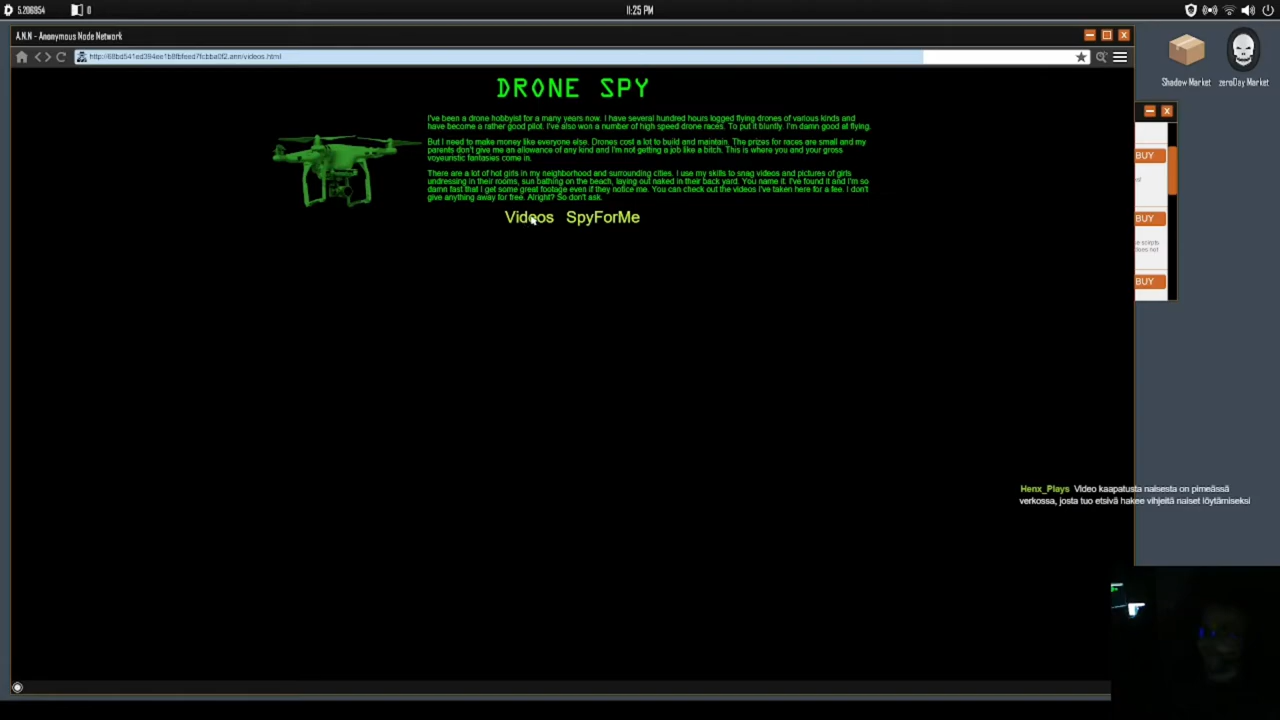 5.206954
0
11:25 PM
A.N.N - Anonymous Node Network
Shadow Market
zeroDay Market
DRONE SPY
I've been a drone hobbyist for a many years now. I have several hundred hours logged flying drones of various kinds and
have become a rather good pilot. I've also won a number of high speed drone races. To put it bluntly. I'm damn good at flying.
But I need to make money like everyone else. Drones cost a lot to build and maintain. The prizes for races are small and my
parents don't give me an allowance of any kind and I'm not getting a job like a bitch. This is where you and your gross
voyeuristic fantasies come in.
There are a lot of hot girls in my neighborhood and surrounding cities. I use my skills to snag videos and pictures of girls
undressing in their rooms, sun bathing on the beach, laying out naked in their back yard. You name it. I've found it and I'm so
damn fast that I get some great footage even if they notice me. You can check out the videos I've taken here for a fee. I don't
give anything away for free. Alright? So don't ask.
Videos SpyForMe
BUY
BUY
BUY
Henx_Plays Video kaapatusta naisesta on pimeässä
verkossa, josta tuo etsivä hakee vihjeitä naiset löytämiseksi